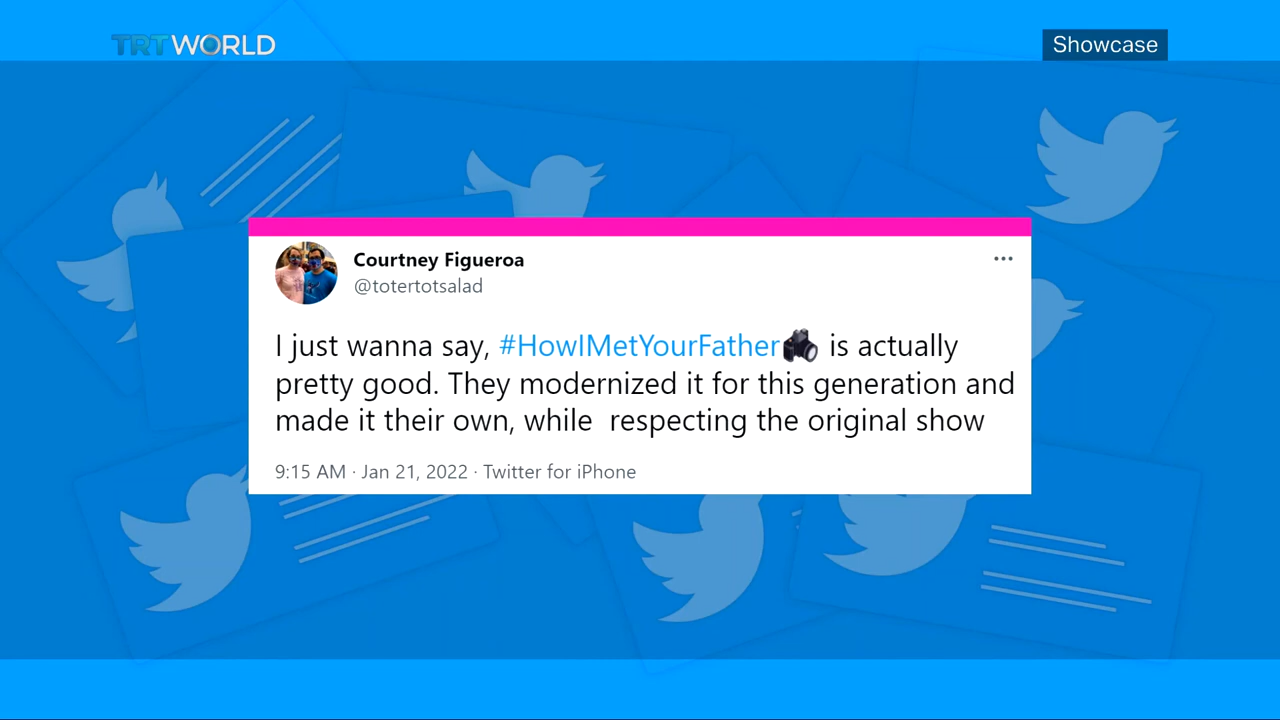 TRT WORLD
Showcase
Courtney Figueroa
@totertotsalad
I just wanna say, #HowIMetYourFather📷 is actually
pretty good. They modernized it for this generation and
made it their own, while  respecting the original show
9:15 AM · Jan 21, 2022 · Twitter for iPhone